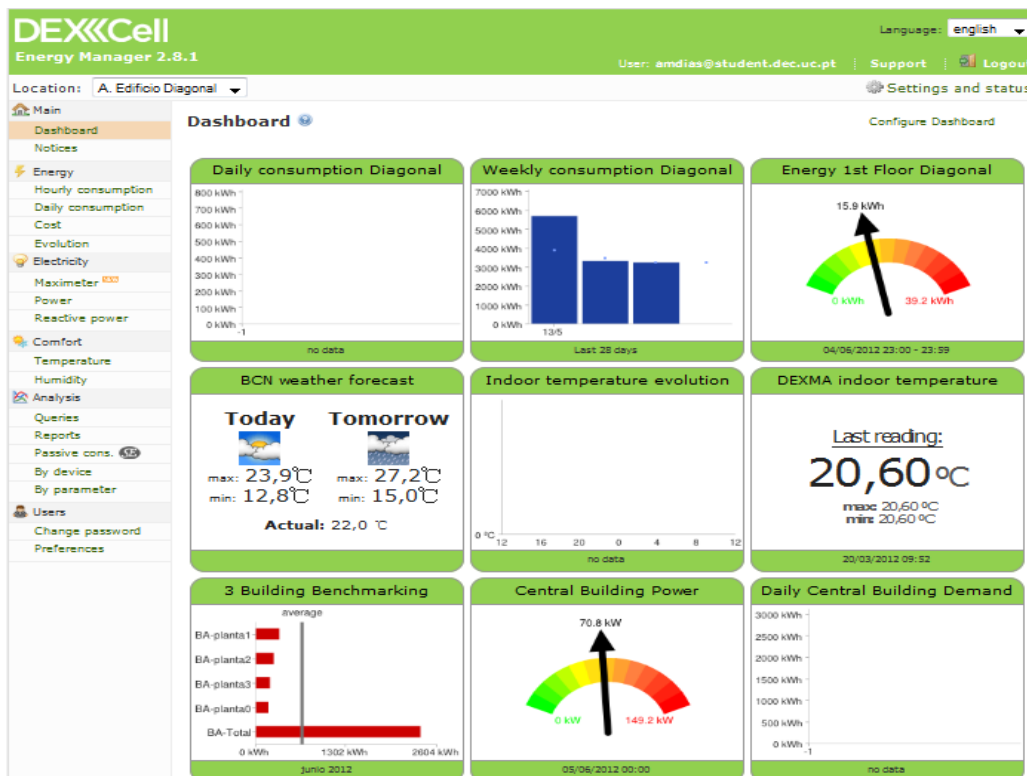 DEXCell
Language: english
Energy Manager 2.8.1
User: amdias@student.dec.uc.pt Support Logout
Location: A. Edificio Diagonal
Settings and status
Main
Dashboard
Notices
Energy
Hourly consumption
Daily consumption
Cost
Evolution
Electricity
Maximeter
Power
Reactive power
Comfort
Temperature
Humidity
Analysis
Queries
Reports
Passive cons.
By device
By parameter
Users
Change password
Preferences
Dashboard
Configure Dashboard
Daily consumption Diagonal
800 kWh
700 kWh
600 kWh
500 kWh
400 kWh
300 kWh
200 kWh
100 kWh
0 kWh
-1
no data
Weekly consumption Diagonal
7000 kWh
6000 kWh
5000 kWh
4000 kWh
3000 kWh
2000 kWh
1000 kWh
0 kWh
13/5
Last 28 days
Energy 1st Floor Diagonal
15.9 kWh
0 kWh 39.2 kWh
04/06/2012 23:00 - 23:59
BCN weather forecast
Today Tomorrow
max: 23,9℃ max: 27,2℃
min: 12,8℃ min: 15,0℃
Actual: 22,0 ℃
Indoor temperature evolution
0 ºC
12 16 20 0 4 8 12
no data
DEXMA indoor temperature
Last reading:
20,60 ºC
max: 20,60 ºC
min: 20,60 ºC
20/03/2012 09:52
3 Building Benchmarking
average
BA-planta1
BA-planta2
BA-planta3
BA-planta0
BA-Total
0 kWh 1302 kWh 2604 kWh
junio 2012
Central Building Power
70.8 kW
0 kW 149.2 kW
05/06/2012 00:00
Daily Central Building Demand
3000 kWh
2500 kWh
2000 kWh
1500 kWh
1000 kWh
500 kWh
0 kWh
-1
no data